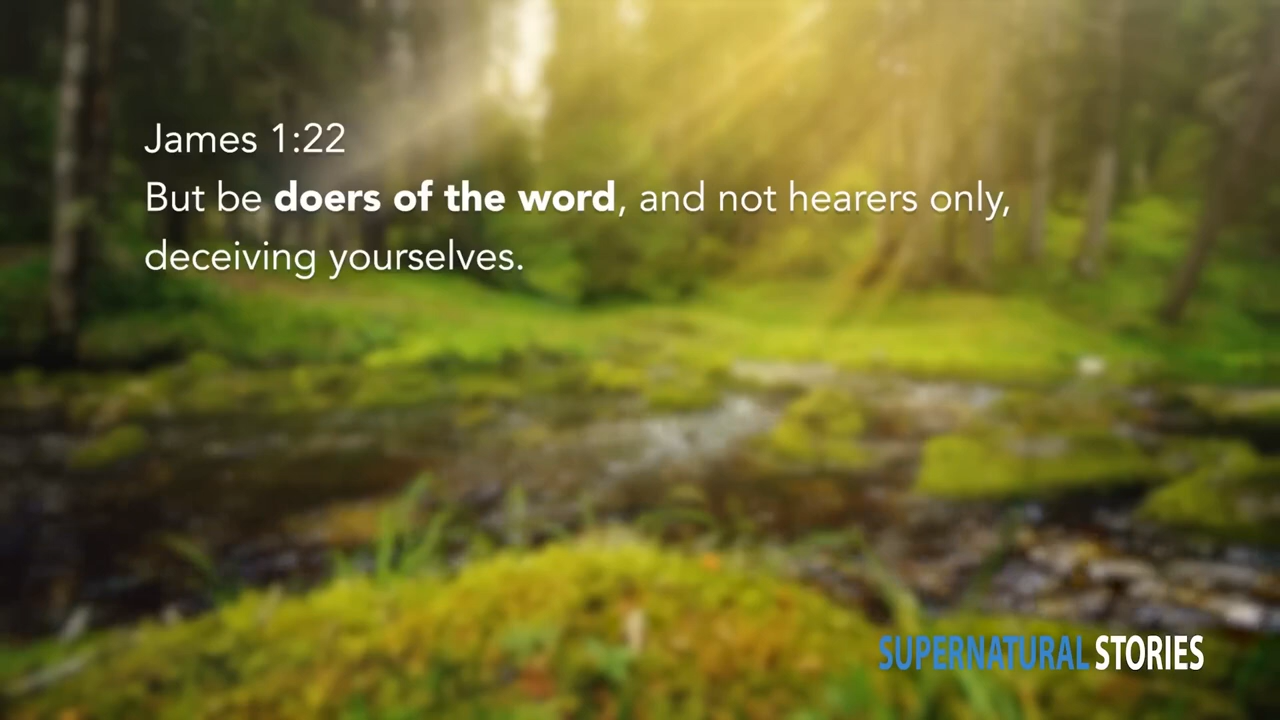 James 1:22
But be doers of the word, and not hearers only,
deceiving yourselves.
SUPERNATURAL STORIES